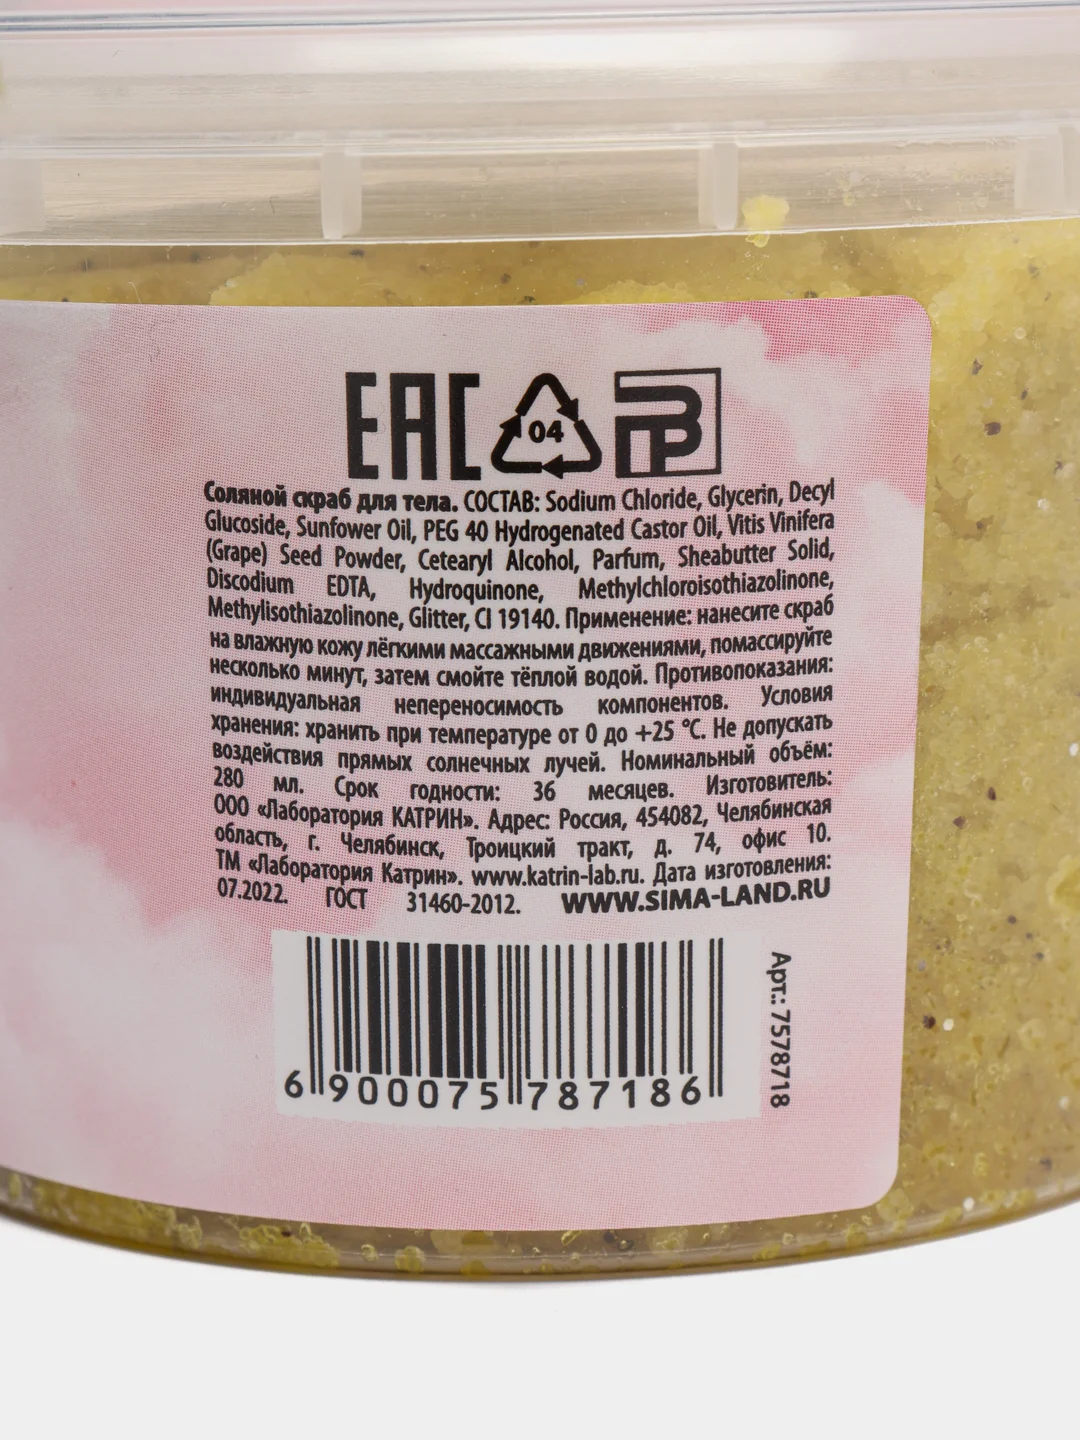 EAC 04
Соляной скраб для тела. СОСТАВ: Sodium Chloride, Glycerin, Decyl
Glucoside, Sunfower Oil, PEG 40 Hydrogenated Castor Oil, Vitis Vinifera
(Grape) Seed Powder, Cetearyl Alcohol, Parfum, Sheabutter Solid,
Discodium EDTA, Hydroquinone, Methylchloroisothiazolinone,
Methylisothiazolinone, Glitter, CI 19140. Применение: нанесите скраб
на влажную кожу лёгкими массажными движениями, помассируйте
несколько минут, затем смойте тёплой водой. Противопоказания:
индивидуальная непереносимость компонентов. Условия
хранения: хранить при температуре от 0 до +25 °C. Не допускать
воздействия прямых солнечных лучей. Номинальный объём:
280 мл. Срок годности: 36 месяцев. Изготовитель:
ООО «Лаборатория КАТРИН». Адрес: Россия, 454082, Челябинская
область, г. Челябинск, Троицкий тракт, д. 74, офис 10.
ТМ «Лаборатория Катрин». www.katrin-lab.ru. Дата изготовления:
07.2022. ГОСТ 31460-2012. WWW.SIMA-LAND.RU
6 900075 787186
Арт.: 7578718